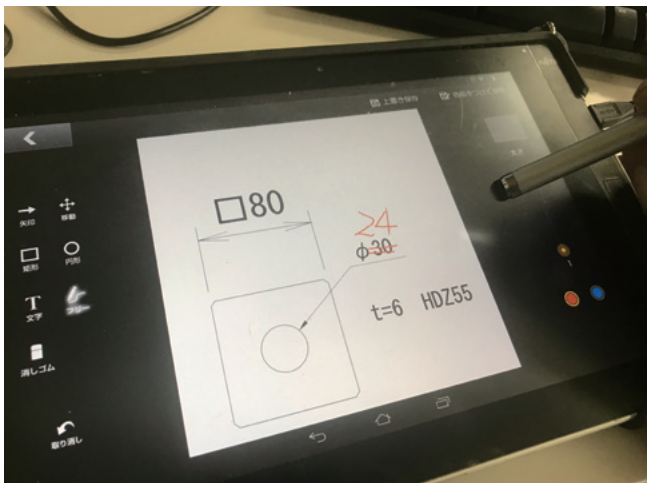 上書き保存
矢印
移動
矩形
円形
T
文字
フリー
消しゴム
取り消し
□80
24
φ30
t=6 HDZ55